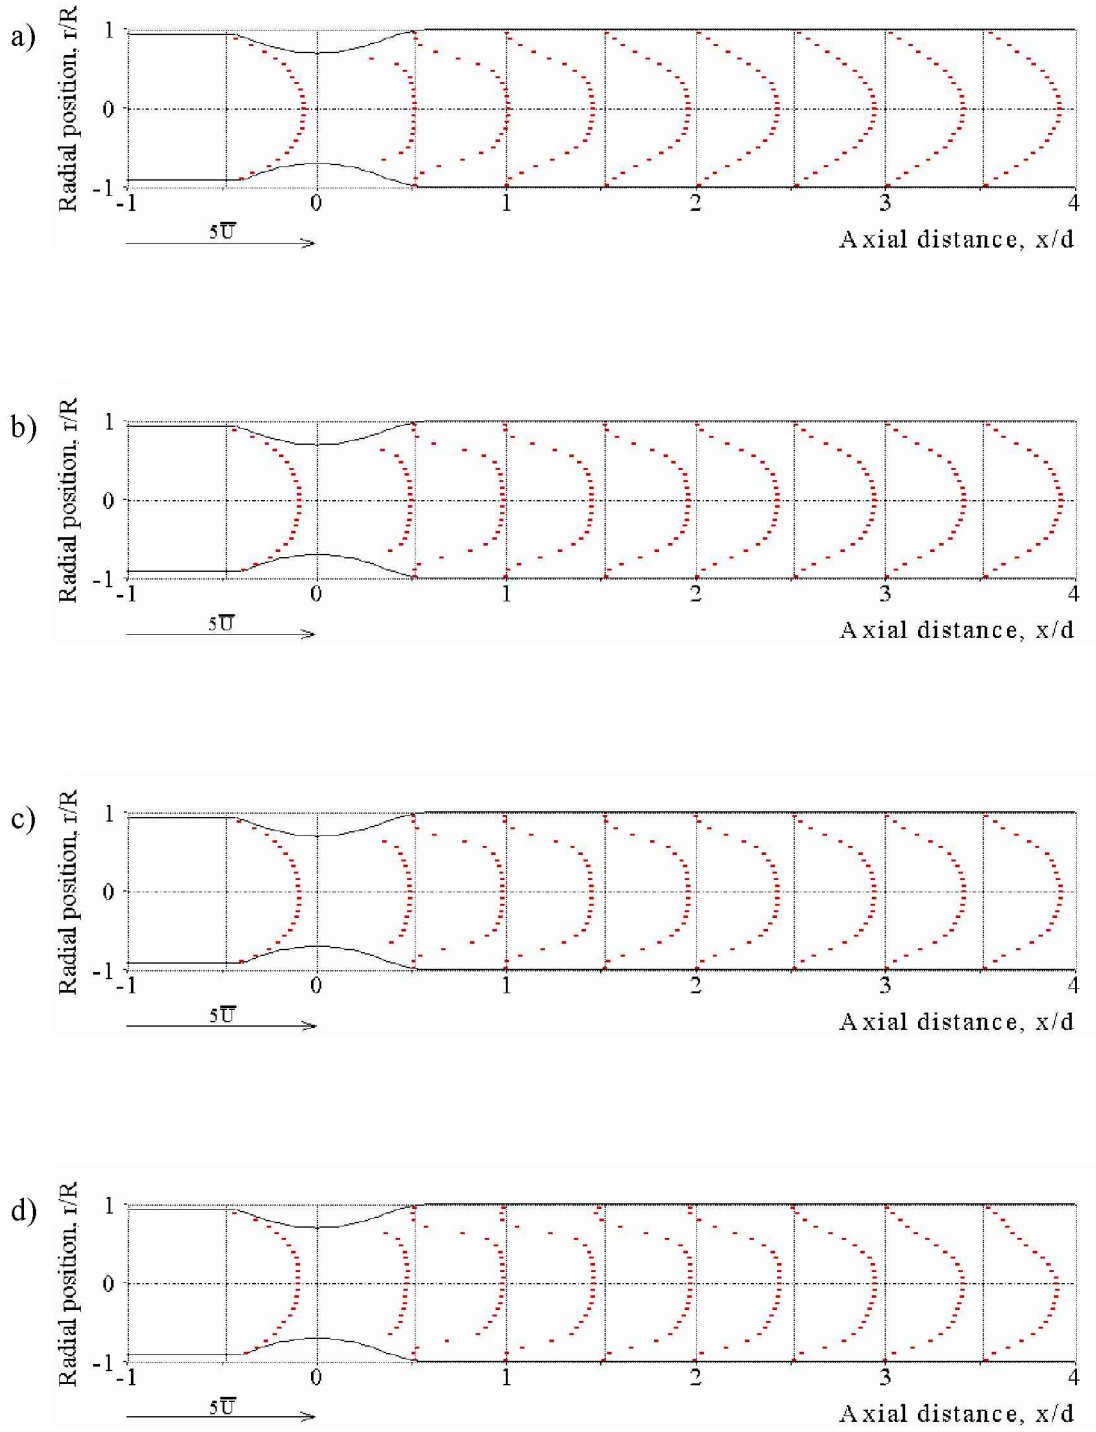 a)
Radial position, r/R
1
0
-1
-1 0 1 2 3 4
5U̅
Axial distance, x/d
b)
Radial position, r/R
1
0
-1
-1 0 1 2 3 4
5U̅
Axial distance, x/d
c)
Radial position, r/R
1
0
-1
-1 0 1 2 3 4
5U̅
Axial distance, x/d
d)
Radial position, r/R
1
0
-1
-1 0 1 2 3 4
5U̅
Axial distance, x/d